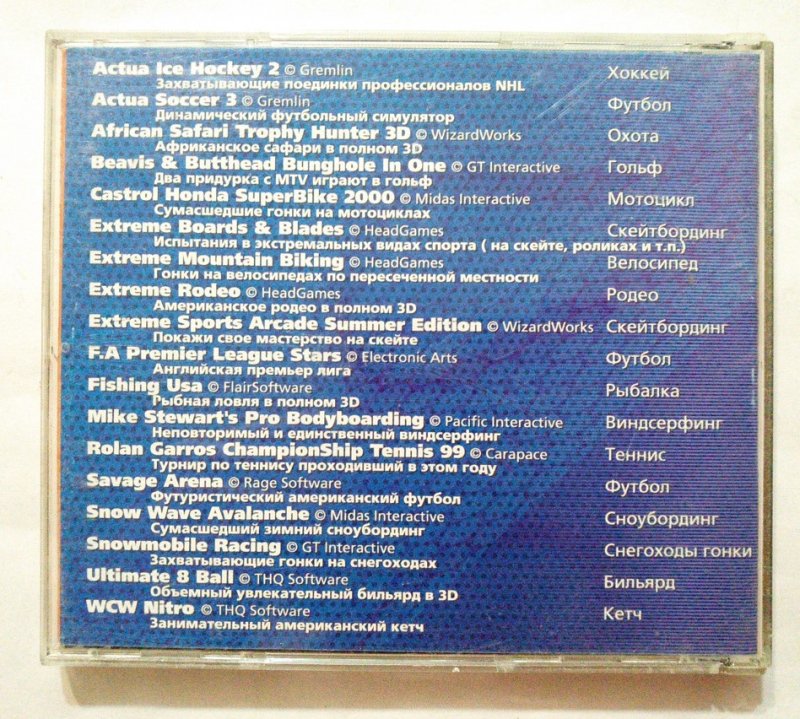 Actua Ice Hockey 2 © Gremlin Хоккей
Захватывающие поединки профессионалов NHL
Actua Soccer 3 © Gremlin Футбол
Динамический футбольный симулятор
African Safari Trophy Hunter 3D © WizardWorks Охота
Африканское сафари в полном 3D
Beavis & Butthead Bunghole In One © GT Interactive Гольф
Два придурка с MTV играют в гольф
Castrol Honda SuperBike 2000 © Midas Interactive Мотоцикл
Сумасшедшие гонки на мотоциклах
Extreme Boards & Blades © HeadGames Скейтбординг
Испытания в экстремальных видах спорта ( на скейте, роликах и т.п.)
Extreme Mountain Biking © HeadGames Велосипед
Гонки на велосипедах по пересеченной местности
Extreme Rodeo © HeadGames Родео
Американское родео в полном 3D
Extreme Sports Arcade Summer Edition © WizardWorks Скейтбординг
Покажи свое мастерство на скейте
F.A Premier League Stars © Electronic Arts Футбол
Английская премьер лига
Fishing Usa © FlairSoftware Рыбалка
Рыбная ловля в полном 3D
Mike Stewart's Pro Bodyboarding © Pacific Interactive Виндсерфинг
Неповторимый и единственный виндсерфинг
Rolan Garros ChampionShip Tennis 99 © Carapace Теннис
Турнир по теннису проходивший в этом году
Savage Arena © Rage Software Футбол
Футуристический американский футбол
Snow Wave Avalanche © Midas Interactive Сноубординг
Сумасшедший зимний сноубординг
Snowmobile Racing © GT Interactive Снегоходы гонки
Захватывающие гонки на снегоходах
Ultimate 8 Ball © THQ Software Бильярд
Объемный увлекательный бильярд в 3D
WCW Nitro © THQ Software Кетч
Занимательный американский кетч